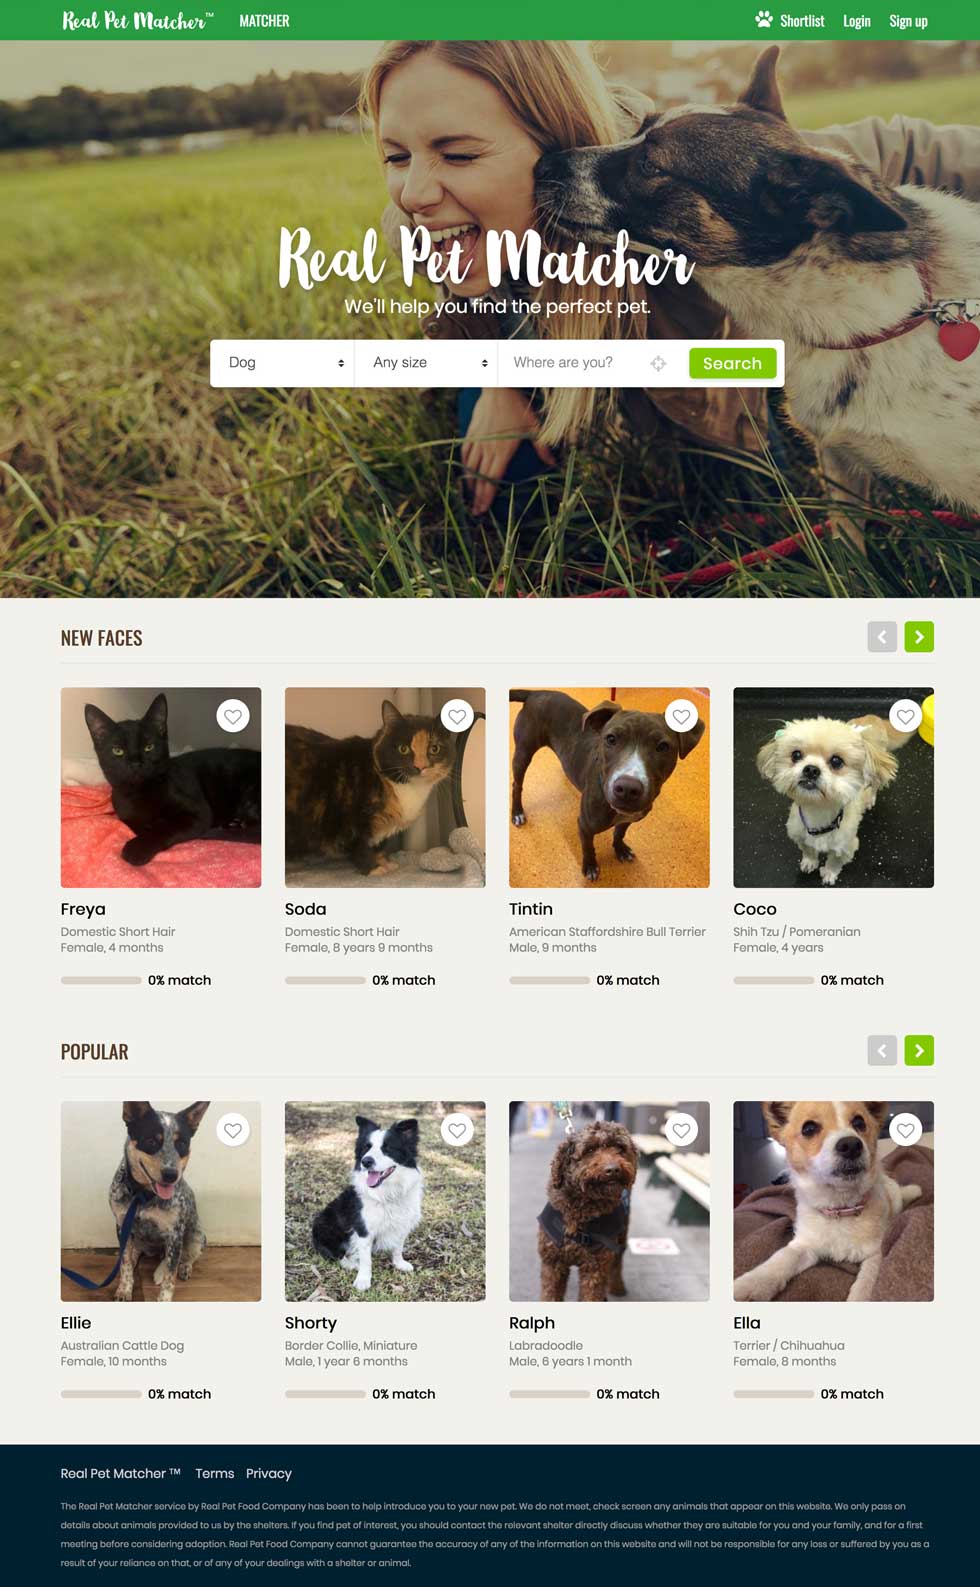 Real Pet Matcher™ MATCHER Shortlist Login Sign up
Real Pet Matcher
We'll help you find the perfect pet.
Dog Any size Where are you? Search
NEW FACES
Freya Soda Tintin Coco
Domestic Short Hair Domestic Short Hair American Staffordshire Bull Terrier Shih Tzu / Pomeranian
Female, 4 months Female, 8 years 9 months Male, 9 months Female, 4 years
0% match 0% match 0% match 0% match
POPULAR
Ellie Shorty Ralph Ella
Australian Cattle Dog Border Collie, Miniature Labradoodle Terrier / Chihuahua
Female, 10 months Male, 1 year 6 months Male, 6 years 1 month Female, 8 months
0% match 0% match 0% match 0% match
Real Pet Matcher ™ Terms Privacy
The Real Pet Matcher service by Real Pet Food Company has been to help introduce you to your new pet. We do not meet, check screen any animals that appear on this website. We only pass on
details about animals provided to us by the shelters. If you find pet of interest, you should contact the relevant shelter directly discuss whether they are suitable for you and your family, and for a first
meeting before considering adoption. Real Pet Food Company cannot guarantee the accuracy of any of the information on this website and will not be responsible for any loss or suffered by you as a
result of your reliance on that, or of any of your dealings with a shelter or animal.